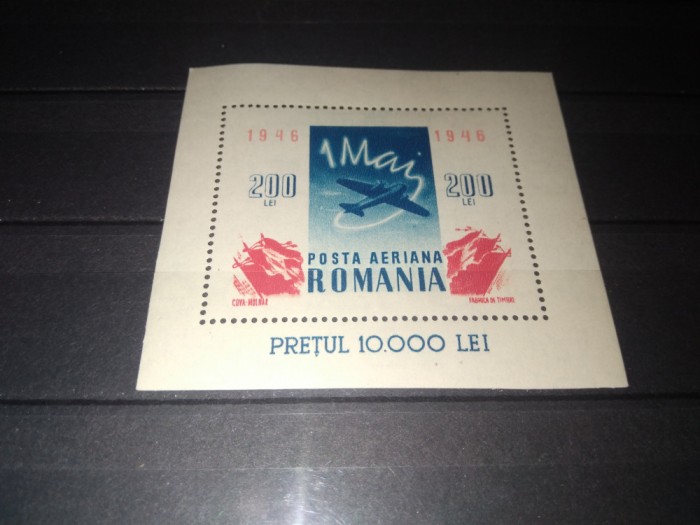 1946 1946
1 Mai
200 200
LEI LEI
POSTA AERIANA
ROMANIA
COVA-MOLNAR FABRICA DE TIMBRE
PREȚUL 10.000 LEI